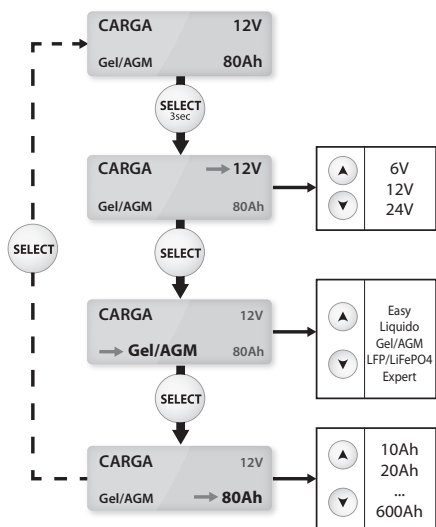 CARGA 12V
Gel/AGM 80Ah
SELECT
3sec
CARGA 12V
Gel/AGM 80Ah
6V
12V
24V
SELECT
SELECT
CARGA 12V
Gel/AGM 80Ah
Easy
Liquido
Gel/AGM
LFP/LiFePO4
Expert
SELECT
CARGA 12V
Gel/AGM 80Ah
10Ah
20Ah
...
600Ah